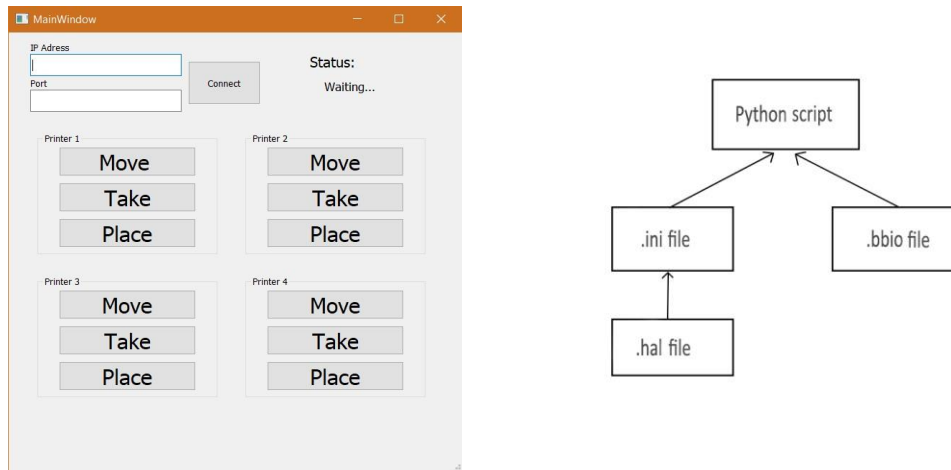 MainWindow
IP Adress
Port
Connect
Status:
Waiting...
Printer 1
Move
Take
Place
Printer 2
Move
Take
Place
Printer 3
Move
Take
Place
Printer 4
Move
Take
Place
Python script
.ini file
.bbio file
.hal file